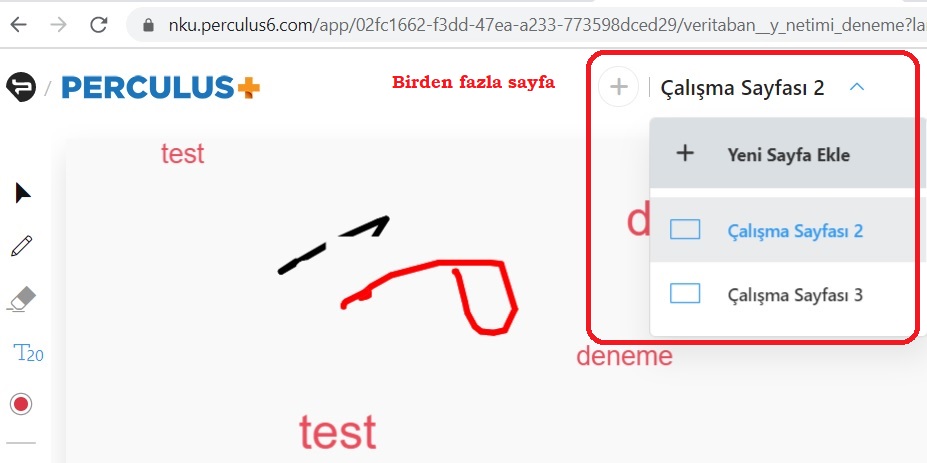 nku.perculus6.com/app/02fc1662-f3dd-47ea-a233-773598dced29/veritaban__y_netimi_deneme?la
/ PERCULUS+
Birden fazla sayfa
+ Çalışma Sayfası 2
+ Yeni Sayfa Ekle
Çalışma Sayfası 2
Çalışma Sayfası 3
test
d
deneme
test
T20